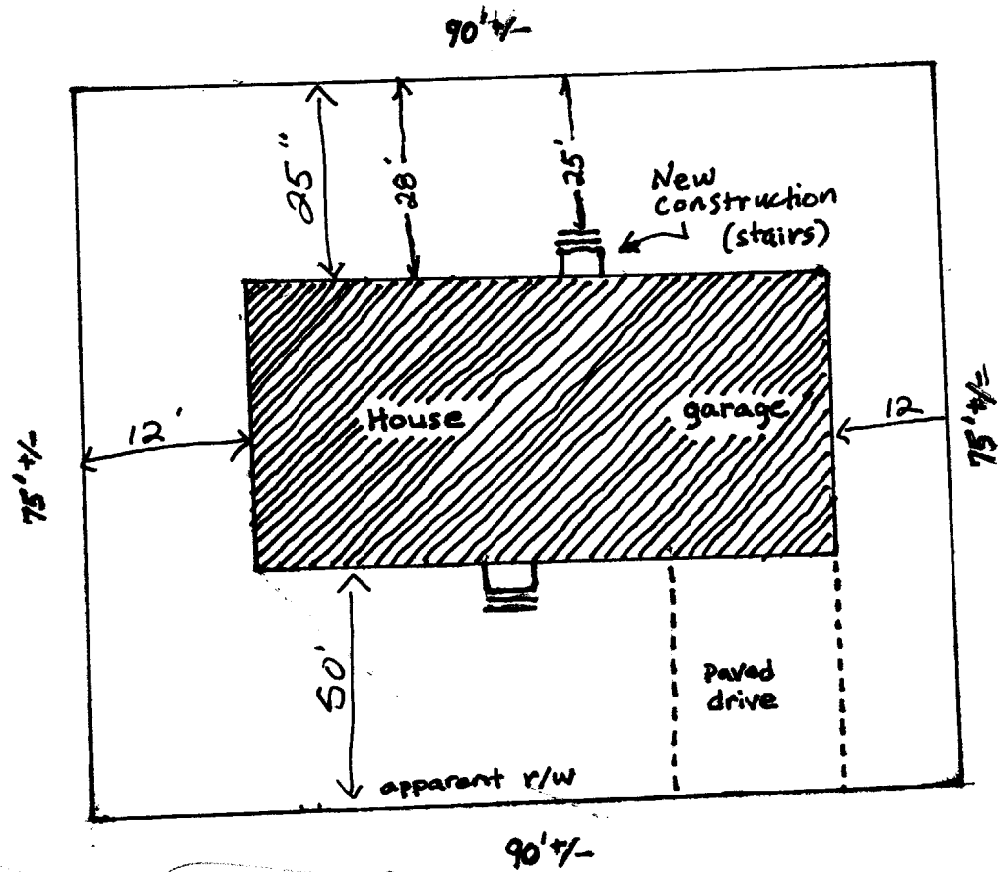 90'+/-
25"
28'
25'
New
construction
(stairs)
House
garage
12'
12
75'+/-
75'+/-
50'
Paved
drive
apparent r/w
90'+/-